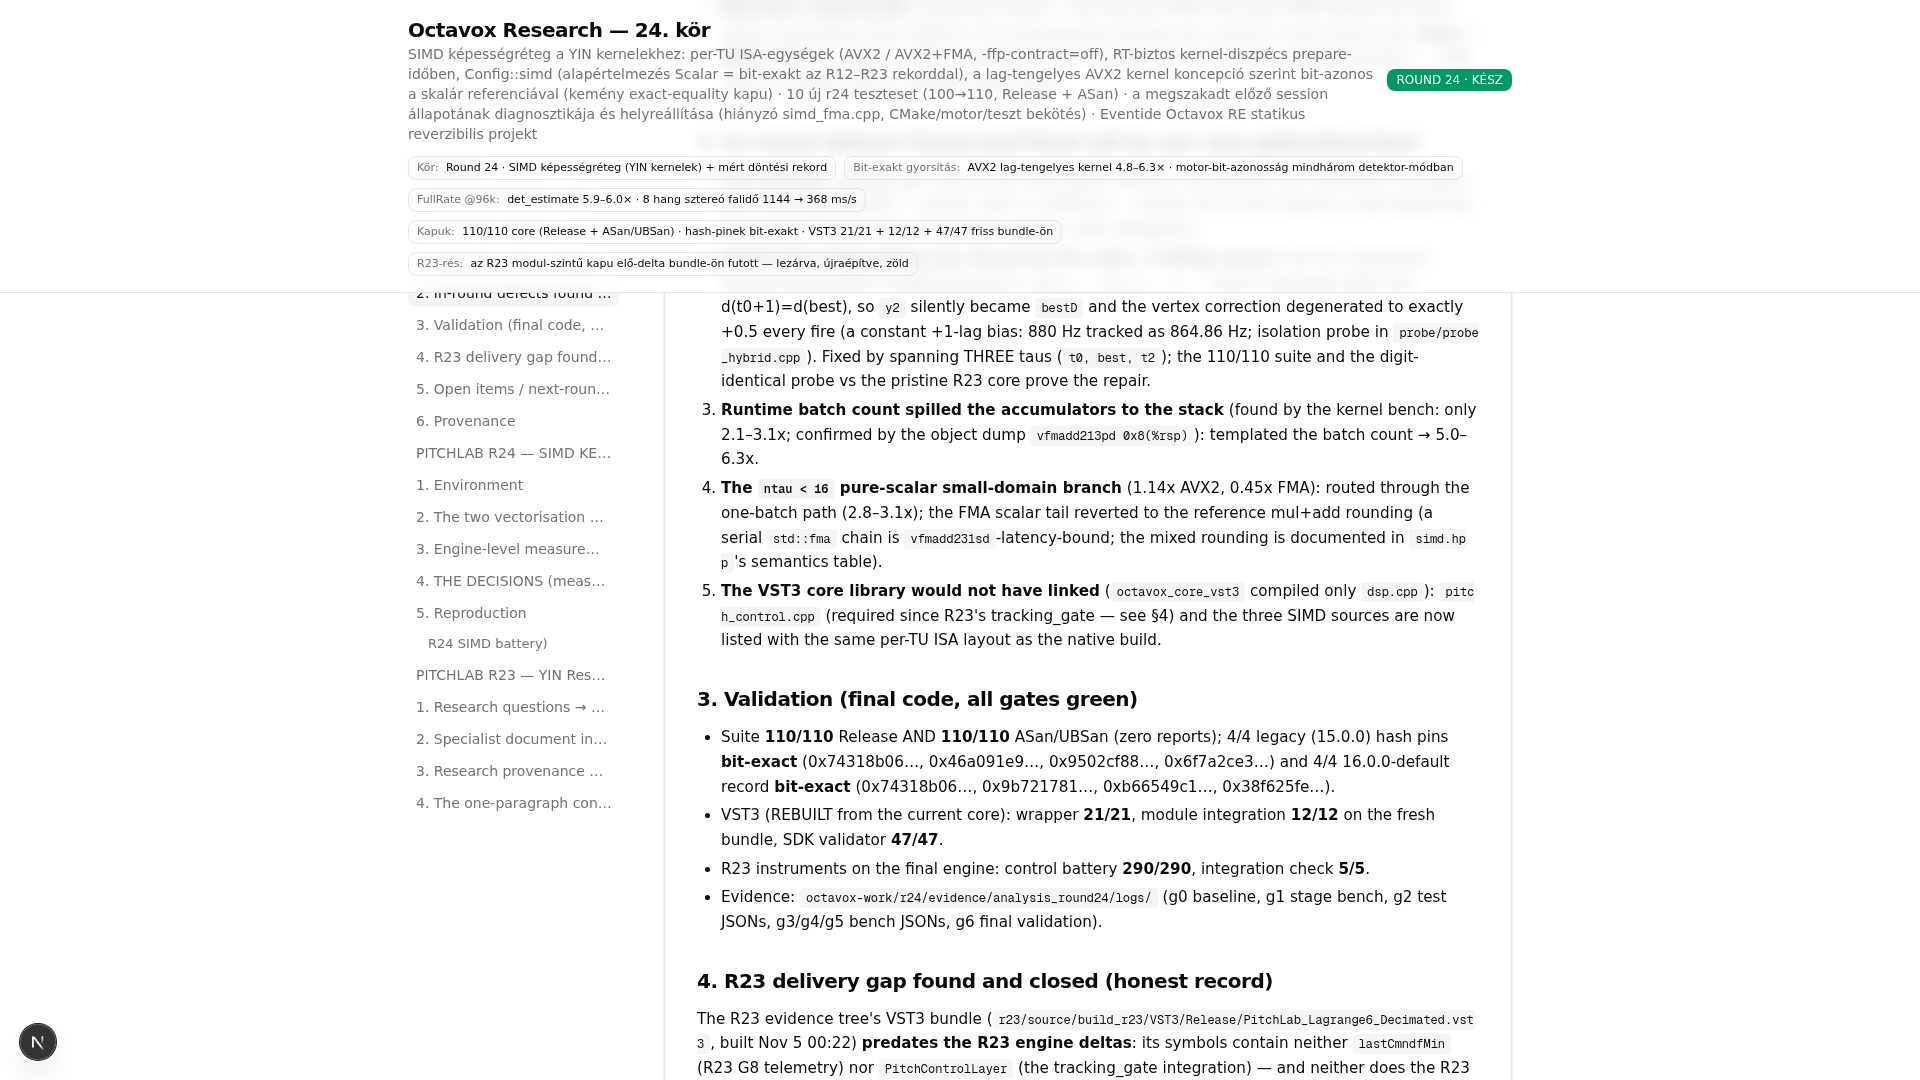 Octavox Research — 24. kör
SIMD képességréteg a YIN kernelekhez: per-TU ISA-egységek (AVX2 / AVX2+FMA, -ffp-contract=off), RT-biztos kernel-diszpécs prepare-
időben, Config::simd (alapértelmezés Scalar = bit-exakt az R12–R23 rekorddal), a lag-tengelyes AVX2 kernel koncepció szerint bit-azonos
a skalár referenciával (kemény exact-equality kapu) · 10 új r24 teszteset (100→110, Release + ASan) · a megszakadt előző session
állapotának diagnosztikája és helyreállítása (hiányzó simd_fma.cpp, CMake/motor/teszt bekötés) · Eventide Octavox RE statikus
reverzibilis projekt
ROUND 24 · KÉSZ
Kör: Round 24 · SIMD képességréteg (YIN kernelek) + mért döntési rekord
Bit-exakt gyorsítás: AVX2 lag-tengelyes kernel 4.8–6.3× · motor-bit-azonosság mindhárom detektor-módban
FullRate @96k: det_estimate 5.9–6.0× · 8 hang sztereó falidő 1144 → 368 ms/s
Kapuk: 110/110 core (Release + ASan/UBSan) · hash-pinek bit-exakt · VST3 21/21 + 12/12 + 47/47 friss bundle-ön
R23-rés: az R23 modul-szintű kapu elő-delta bundle-ön futott — lezárva, újraépítve, zöld
2. In-round defects found ...
3. Validation (final code, ...
4. R23 delivery gap found...
5. Open items / next-roun...
6. Provenance
PITCHLAB R24 — SIMD KE...
1. Environment
2. The two vectorisation ...
3. Engine-level measure...
4. THE DECISIONS (meas...
5. Reproduction
R24 SIMD battery)
PITCHLAB R23 — YIN Res...
1. Research questions → ...
2. Specialist document in...
3. Research provenance ...
4. The one-paragraph con...
d(t0+1)=d(best), so y2 silently became bestD and the vertex correction degenerated to exactly
+0.5 every fire (a constant +1-lag bias: 880 Hz tracked as 864.86 Hz; isolation probe in probe/probe
_hybrid.cpp ). Fixed by spanning THREE taus ( t0, best, t2 ); the 110/110 suite and the digit-
identical probe vs the pristine R23 core prove the repair.
3. Runtime batch count spilled the accumulators to the stack (found by the kernel bench: only
2.1–3.1x; confirmed by the object dump vfmadd213pd 0x8(%rsp) ): templated the batch count → 5.0–
6.3x.
4. The ntau < 16 pure-scalar small-domain branch (1.14x AVX2, 0.45x FMA): routed through the
one-batch path (2.8–3.1x); the FMA scalar tail reverted to the reference mul+add rounding (a
serial std::fma chain is vfmadd231sd-latency-bound; the mixed rounding is documented in simd.hp
p 's semantics table).
5. The VST3 core library would not have linked ( octavox_core_vst3 compiled only dsp.cpp ): pitc
h_control.cpp (required since R23's tracking_gate — see §4) and the three SIMD sources are now
listed with the same per-TU ISA layout as the native build.
3. Validation (final code, all gates green)
• Suite 110/110 Release AND 110/110 ASan/UBSan (zero reports); 4/4 legacy (15.0.0) hash pins
bit-exact (0x74318b06…, 0x46a091e9…, 0x9502cf88…, 0x6f7a2ce3…) and 4/4 16.0.0-default
record bit-exact (0x74318b06…, 0x9b721781…, 0xb66549c1…, 0x38f625fe…).
• VST3 (REBUILT from the current core): wrapper 21/21, module integration 12/12 on the fresh
bundle, SDK validator 47/47.
• R23 instruments on the final engine: control battery 290/290, integration check 5/5.
• Evidence: octavox-work/r24/evidence/analysis_round24/logs/ (g0 baseline, g1 stage bench, g2 test
JSONs, g3/g4/g5 bench JSONs, g6 final validation).
4. R23 delivery gap found and closed (honest record)
The R23 evidence tree's VST3 bundle ( r23/source/build_r23/VST3/Release/PitchLab_Lagrange6_Decimated.vst
3 , built Nov 5 00:22) predates the R23 engine deltas: its symbols contain neither lastCmndfMin
(R23 G8 telemetry) nor PitchControlLayer (the tracking_gate integration) — and neither does the R23
N